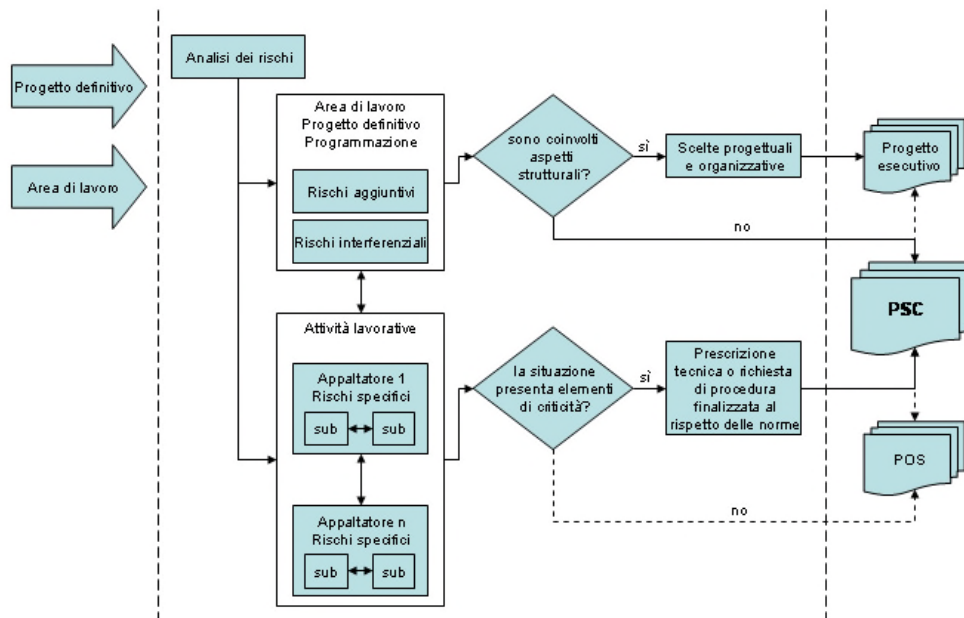 Progetto definitivo
Area di lavoro
Analisi dei rischi
Area di lavoro
Progetto definitivo
Programmazione
Rischi aggiuntivi
Rischi interferenziali
sono coinvolti
aspetti
strutturali?
sì
Scelte progettuali
e organizzative
Progetto
esecutivo
no
PSC
Attività lavorative
Appaltatore 1
Rischi specifici
sub
sub
la situazione
presenta elementi
di criticità?
sì
Prescrizione
tecnica o richiesta
di procedura
finalizzata al
rispetto delle norme
POS
no
Appaltatore n
Rischi specifici
sub
sub